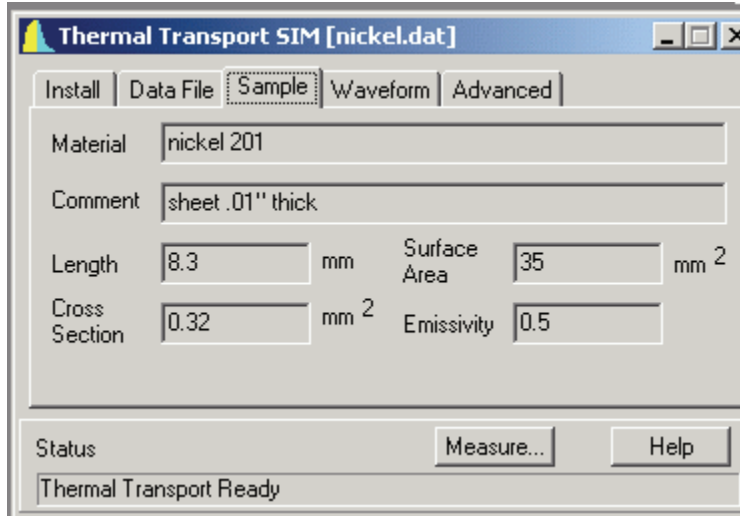 Thermal Transport SIM [nickel.dat]
Install Data File Sample Waveform Advanced
Material nickel 201
Comment sheet .01" thick
Length 8.3 mm Surface Area 35 mm 2
Cross Section 0.32 mm 2 Emissivity 0.5
Status Measure... Help
Thermal Transport Ready